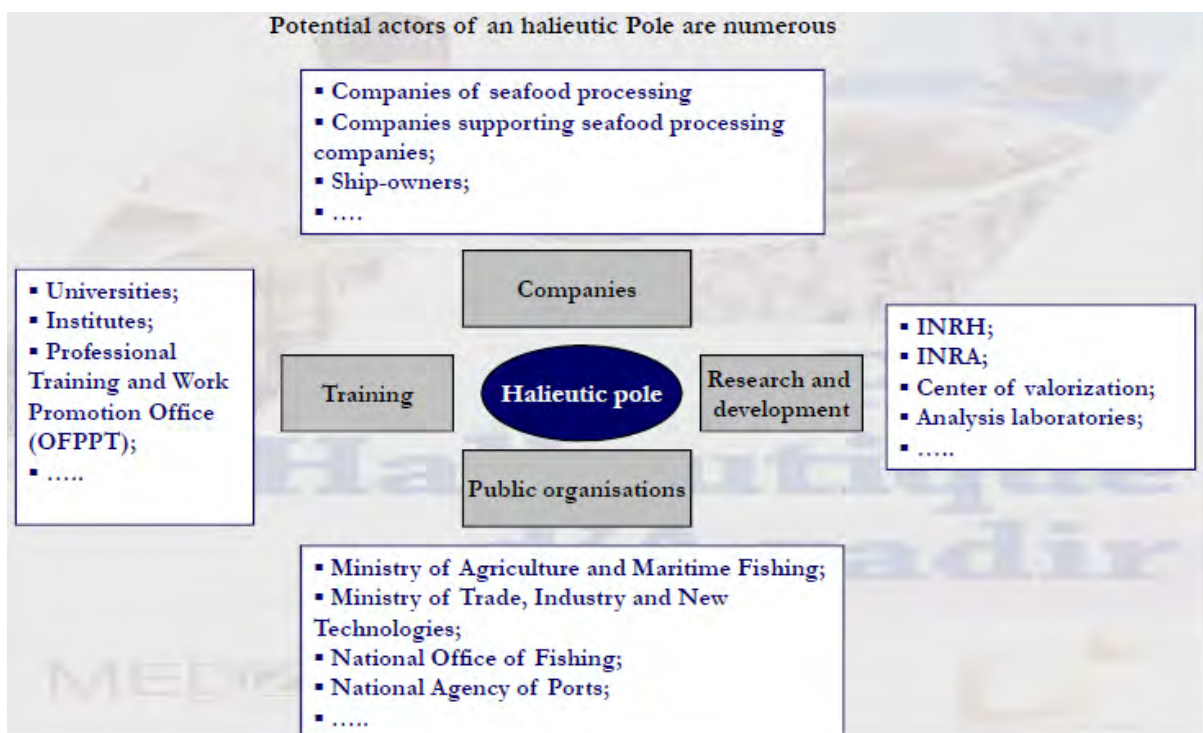 Potential actors of an halieutic Pole are numerous
▪ Companies of seafood processing
▪ Companies supporting seafood processing
companies;
▪ Ship-owners;
▪ ….
▪ Universities;
▪ Institutes;
▪ Professional
Training and Work
Promotion Office
(OFPPT);
▪ …..
Companies
Training
Halieutic pole
Research and
development
Public organisations
▪ INRH;
▪ INRA;
▪ Center of valorization;
▪ Analysis laboratories;
▪ …..
▪ Ministry of Agriculture and Maritime Fishing;
▪ Ministry of Trade, Industry and New
Technologies;
▪ National Office of Fishing;
▪ National Agency of Ports;
▪ …..